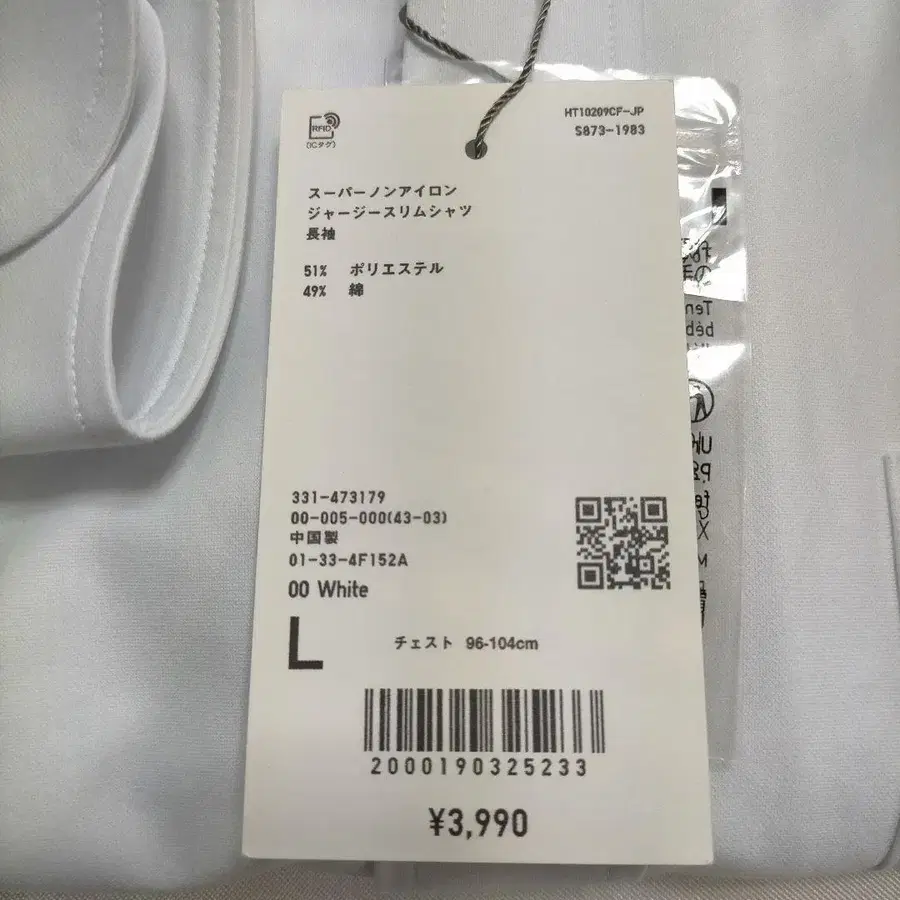 RFID
(ICタグ)
HT10209CF-JP
S873-1983
スーパーノンアイロン
ジャージースリムシャツ
長袖
51% ポリエステル
49% 綿
331-473179
00-005-000(43-03)
中国製
01-33-4F152A
00 White
L
チェスト 96-104cm
2000190325233
¥3,990